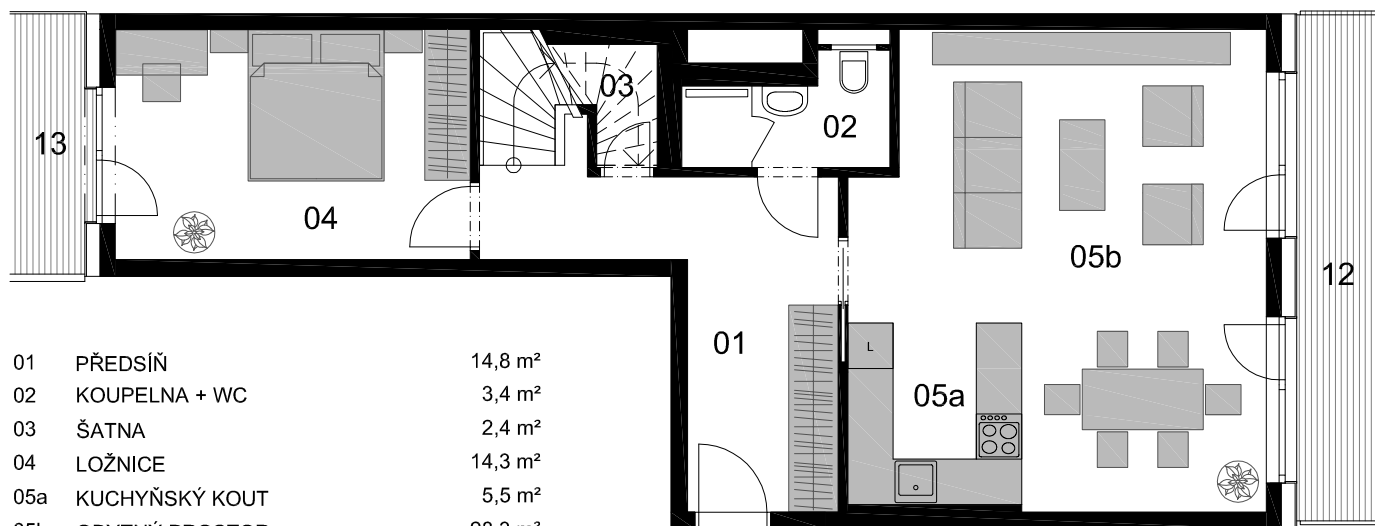 03
02
13
04
05b
12
01
L
05a
01 PŘEDSÍŇ 14,8 m²
02 KOUPELNA + WC 3,4 m²
03 ŠATNA 2,4 m²
04 LOŽNICE 14,3 m²
05a KUCHYŇSKÝ KOUT 5,5 m²